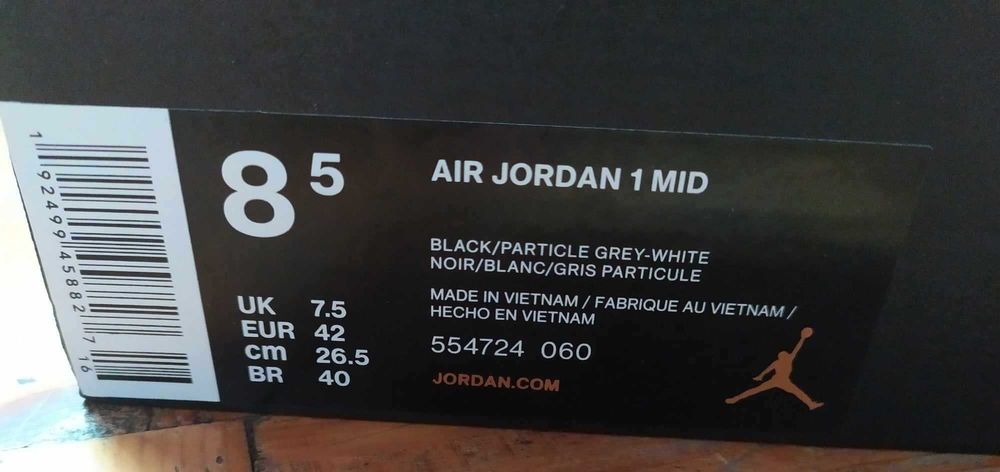 1 92499 45882 7 16
8 5
UK 7.5
EUR 42
cm 26.5
BR 40
AIR JORDAN 1 MID
BLACK/PARTICLE GREY-WHITE
NOIR/BLANC/GRIS PARTICULE
MADE IN VIETNAM / FABRIQUE AU VIETNAM /
HECHO EN VIETNAM
554724 060
JORDAN.COM